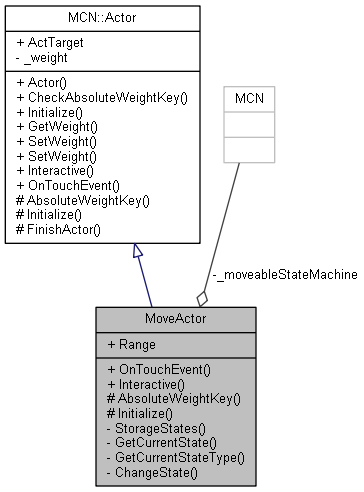 MCN::Actor
+ ActTarget
- _weight
+ Actor()
+ CheckAbsoluteWeightKey()
+ Initialize()
+ GetWeight()
+ SetWeight()
+ SetWeight()
+ Interactive()
+ OnTouchEvent()
# AbsoluteWeightKey()
# Initialize()
# FinishActor()
MCN
-_moveableStateMachine
MoveActor
+ Range
+ OnTouchEvent()
+ Interactive()
# AbsoluteWeightKey()
# Initialize()
- StorageStates()
- GetCurrentState()
- GetCurrentStateType()
- ChangeState()